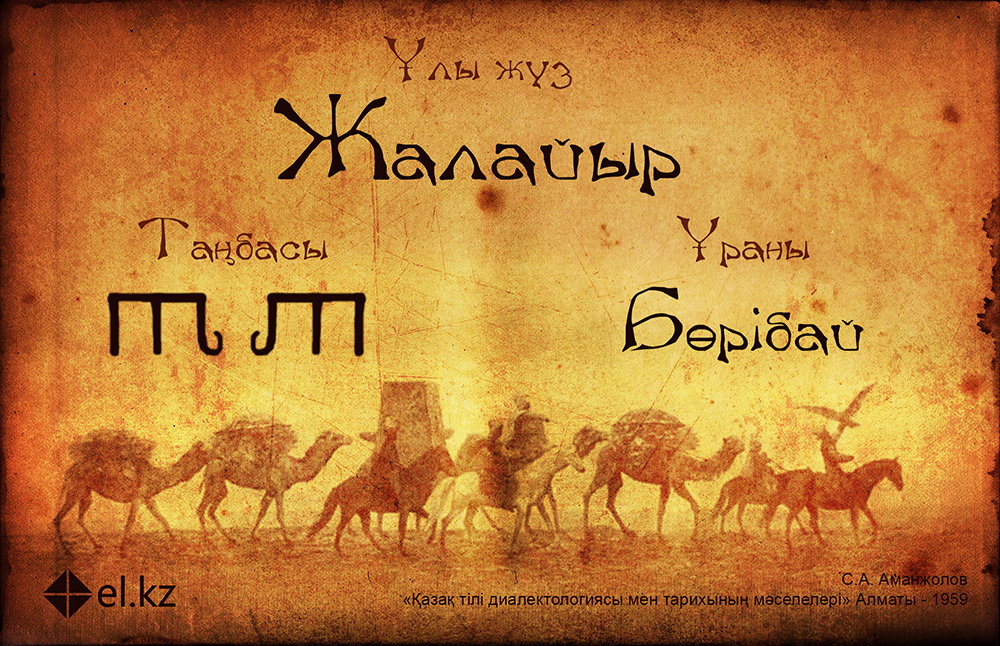 Ұлы жүз
Жалайыр
Таңбасы
Ұраны
Бөрібай
el.kz
С.А. Аманжолов
«Қазақ тілі диалектологиясы мен тарихының мәселелері» Алматы - 1959